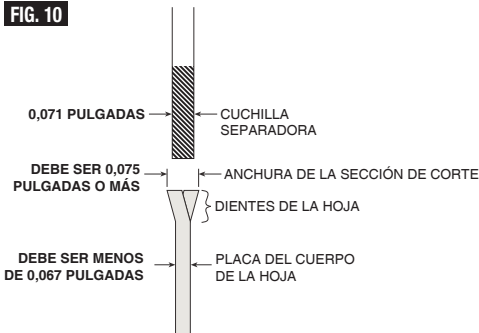 FIG. 10
0,071 PULGADAS
CUCHILLA
SEPARADORA
DEBE SER 0,075
PULGADAS O MÁS
ANCHURA DE LA SECCIÓN DE CORTE
DIENTES DE LA HOJA
DEBE SER MENOS
DE 0,067 PULGADAS
PLACA DEL CUERPO
DE LA HOJA